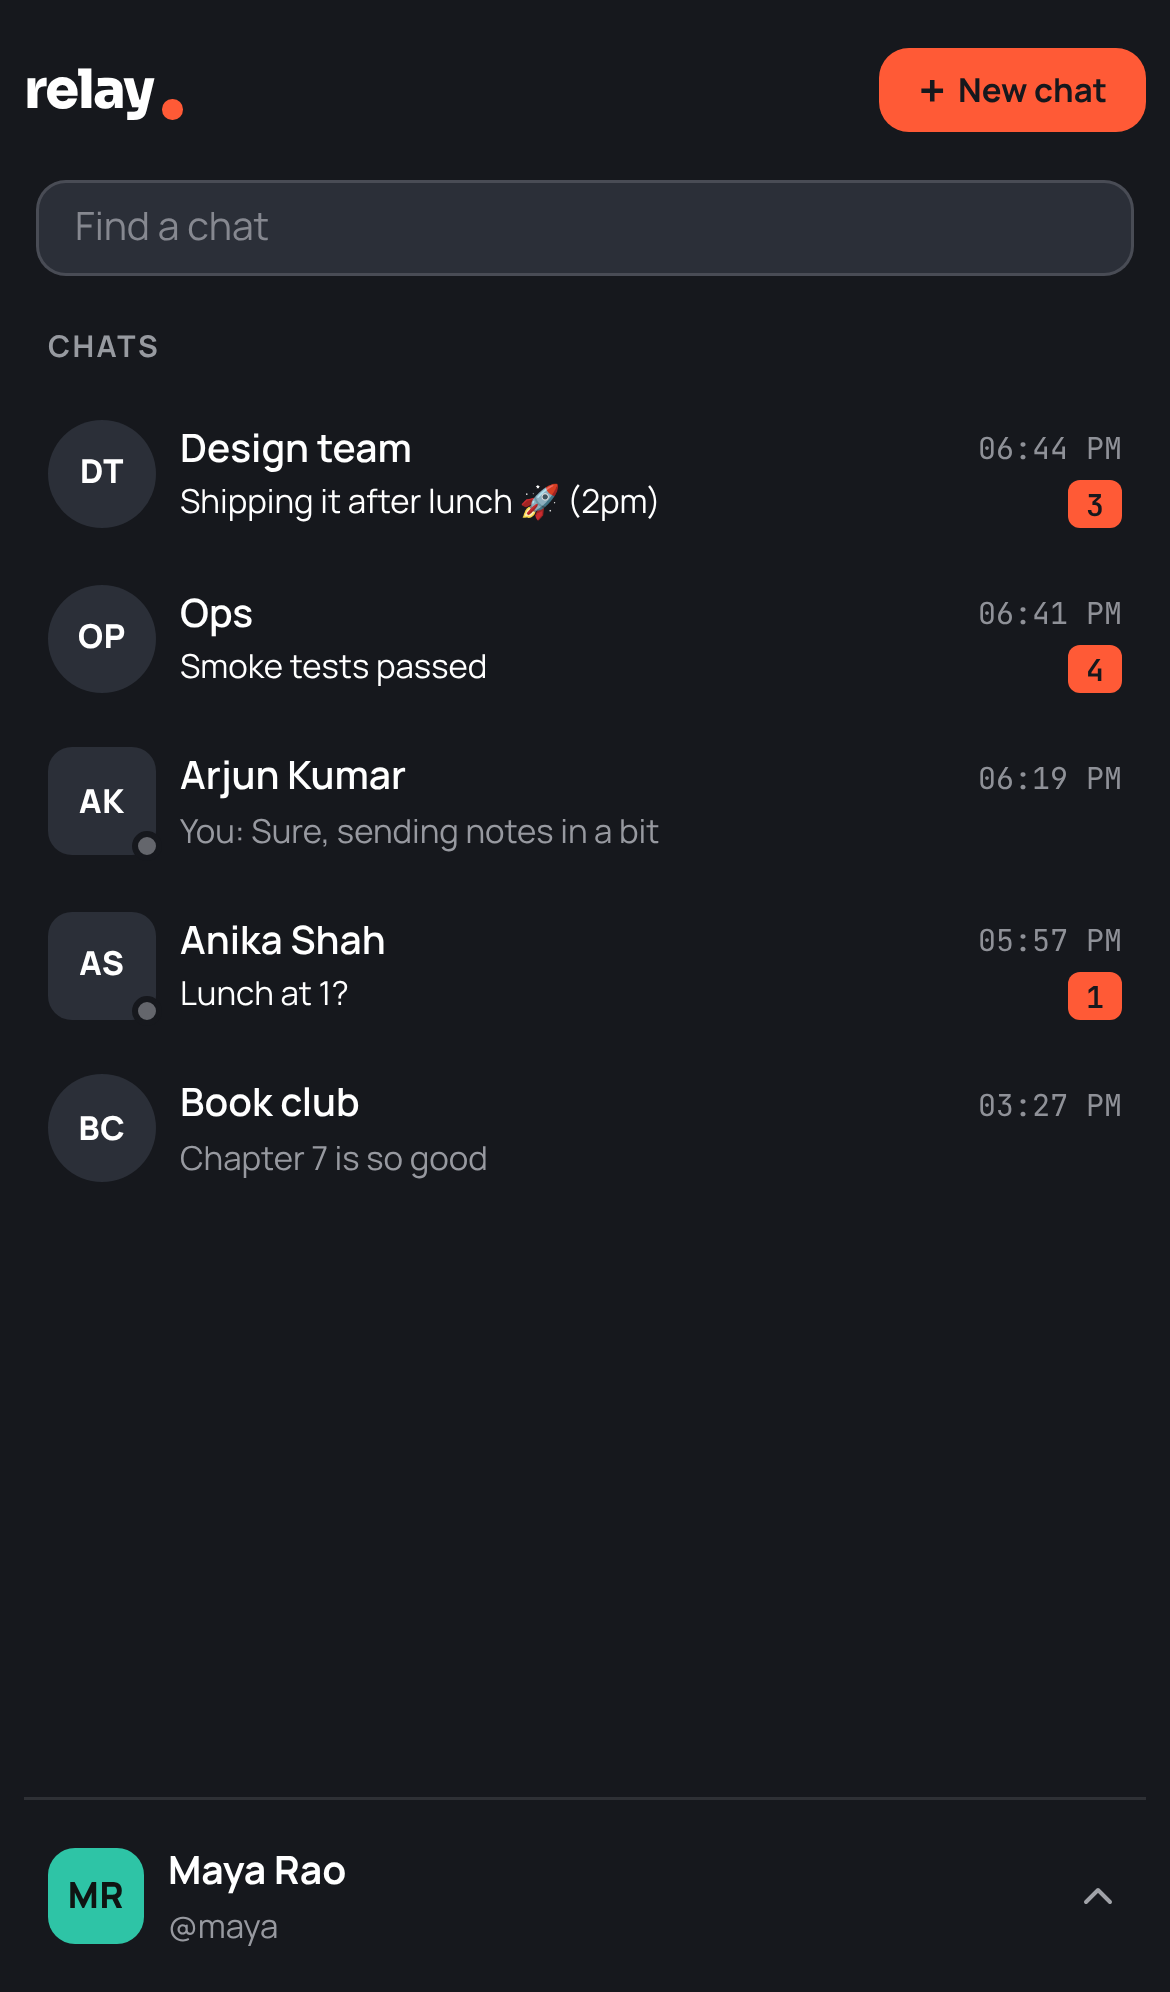 relay.
+ New chat
Find a chat
CHATS
DT Design team 06:44 PM
Shipping it after lunch 🚀 (2pm) 3
OP Ops 06:41 PM
Smoke tests passed 4
AK Arjun Kumar 06:19 PM
You: Sure, sending notes in a bit
AS Anika Shah 05:57 PM
Lunch at 1? 1
BC Book club 03:27 PM
Chapter 7 is so good
MR Maya Rao
@maya